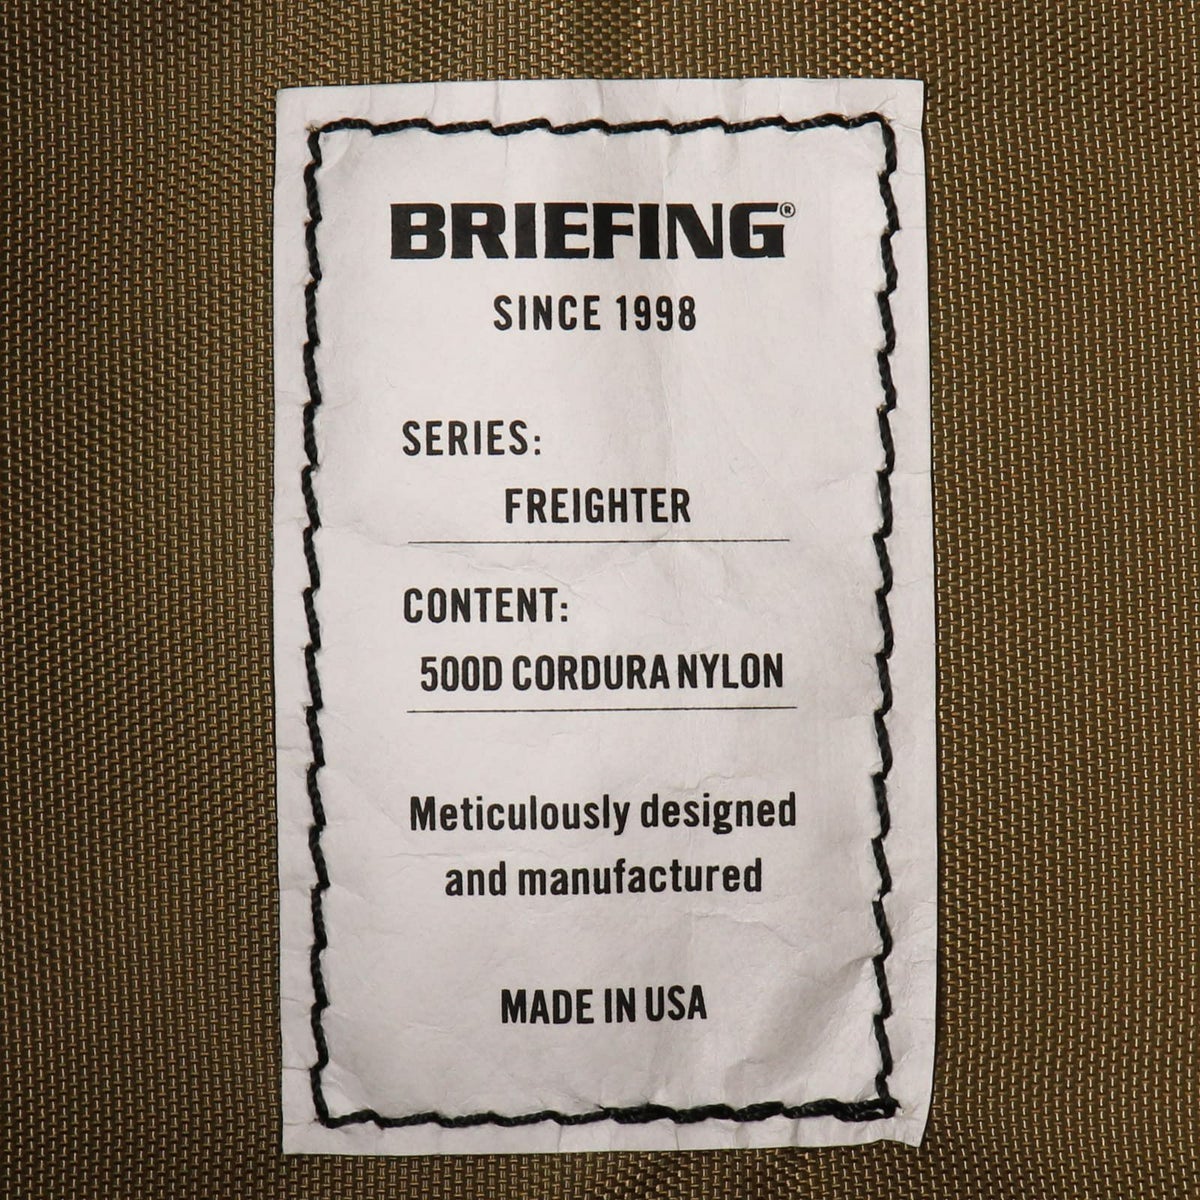 BRIEFING®
SINCE 1998
SERIES:
FREIGHTER
CONTENT:
500D CORDURA NYLON
Meticulously designed
and manufactured
MADE IN USA